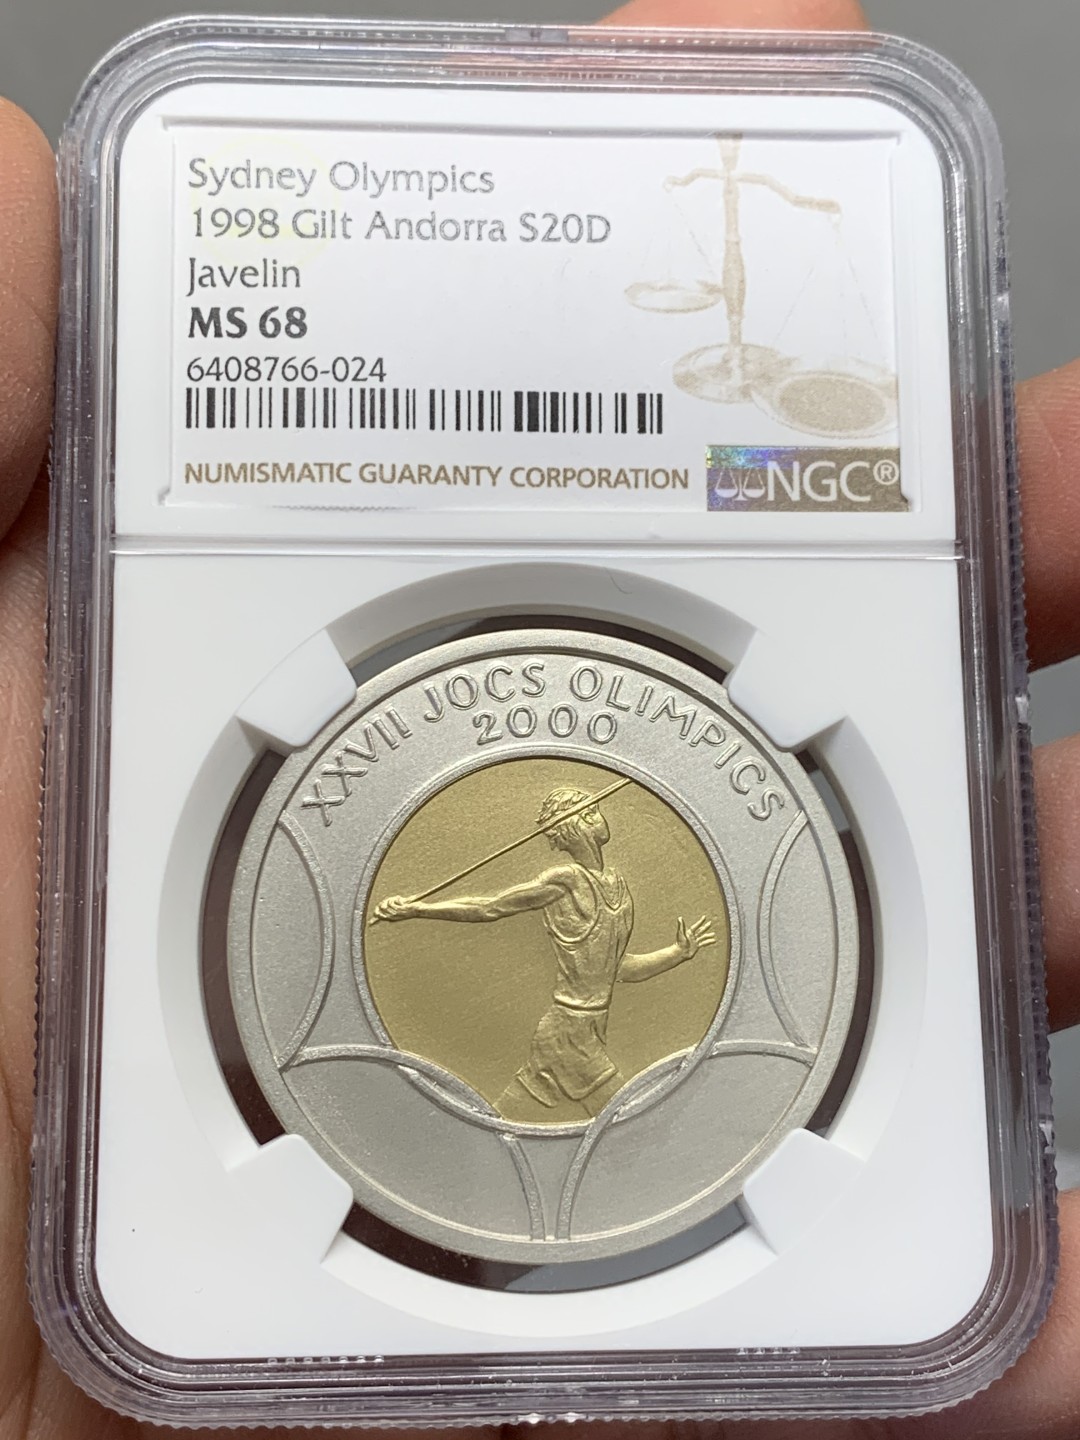 Sydney Olympics
1998 Gilt Andorra S20D
Javelin
MS 68
6408766-024
NUMISMATIC GUARANTY CORPORATION
NGC®
XXVII JOCS OLIMPICS
2000